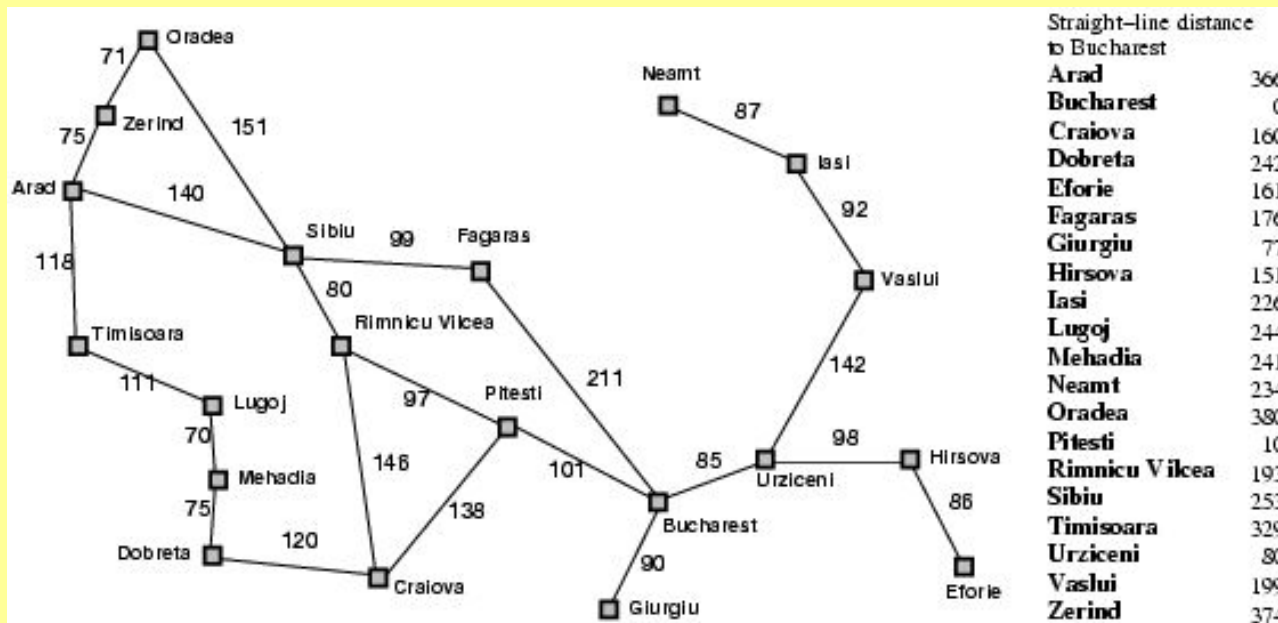 Oradea
71
Neamt
87
Zerind
75
151
Iasi
Arad
140
92
Sibiu
99
Fagaras
118
80
Vaslui
Timisoara
Rimnicu Vilcea
142
111
211
Lugoj
97
Pitesti
70
98
Hirsova
146
101
85
Mehadia
Urziceni
86
75
138
Bucharest
Dobreta
120
90
Craiova
Eforie
Giurgiu
Straight-line distance
to Bucharest
Arad 366
Bucharest 0
Craiova 160
Dobreta 242
Eforie 161
Fagaras 176
Giurgiu 77
Hirsova 151
Iasi 226
Lugoj 244
Mehadia 241
Neamt 234
Oradea 380
Pitesti 10
Rimnicu Vilcea 193
Sibiu 253
Timisoara 329
Urziceni 80
Vaslui 199
Zerind 374